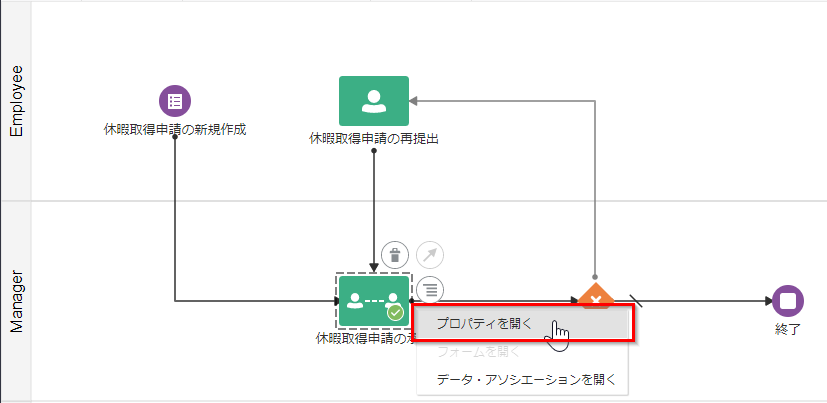 Employee
休暇取得申請の新規作成
休暇取得申請の再提出
Manager
休暇取得申請の
プロパティを開く
フォームを開く
データ・アソシエーションを開く
終了